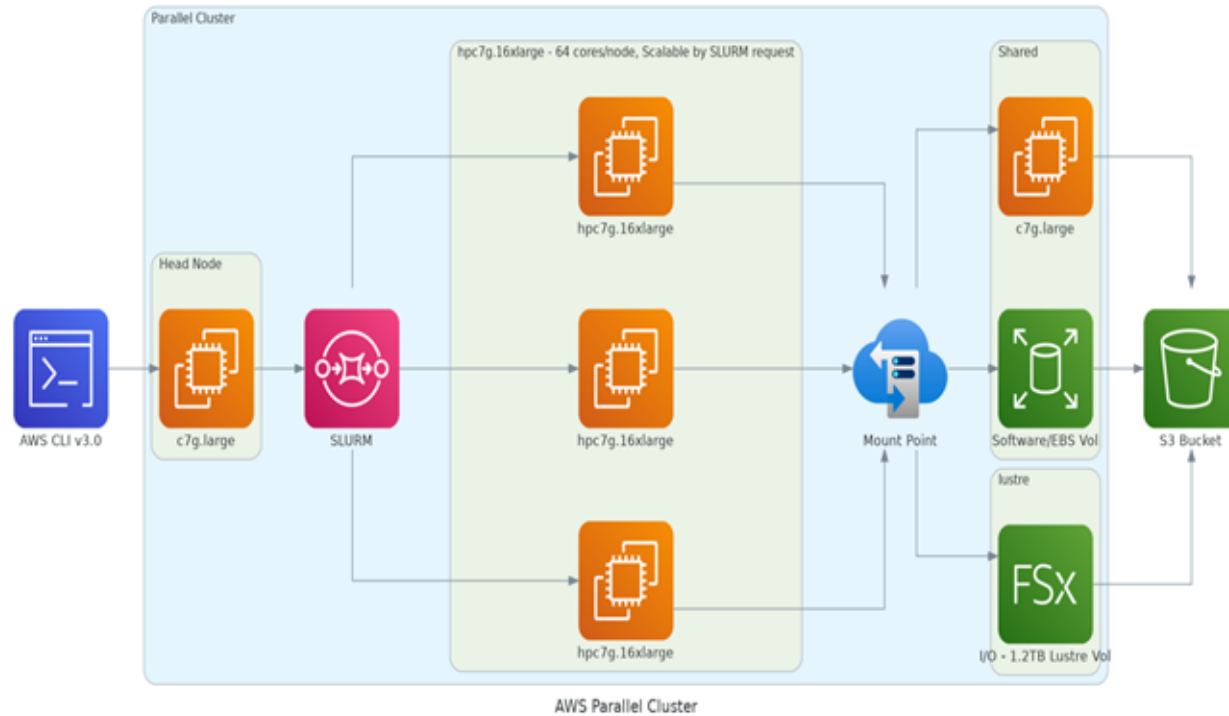 Parallel Cluster
hpc7g.16xlarge - 64 cores/node, Scalable by SLURM request
Shared
hpc7g.16xlarge
c7g.large
Head Node
AWS CLI v3.0
c7g.large
SLURM
hpc7g.16xlarge
Mount Point
Software/EBS Vol
S3 Bucket
lustre
FSx
hpc7g.16xlarge
I/O - 1.2TB Lustre Vol
AWS Parallel Cluster